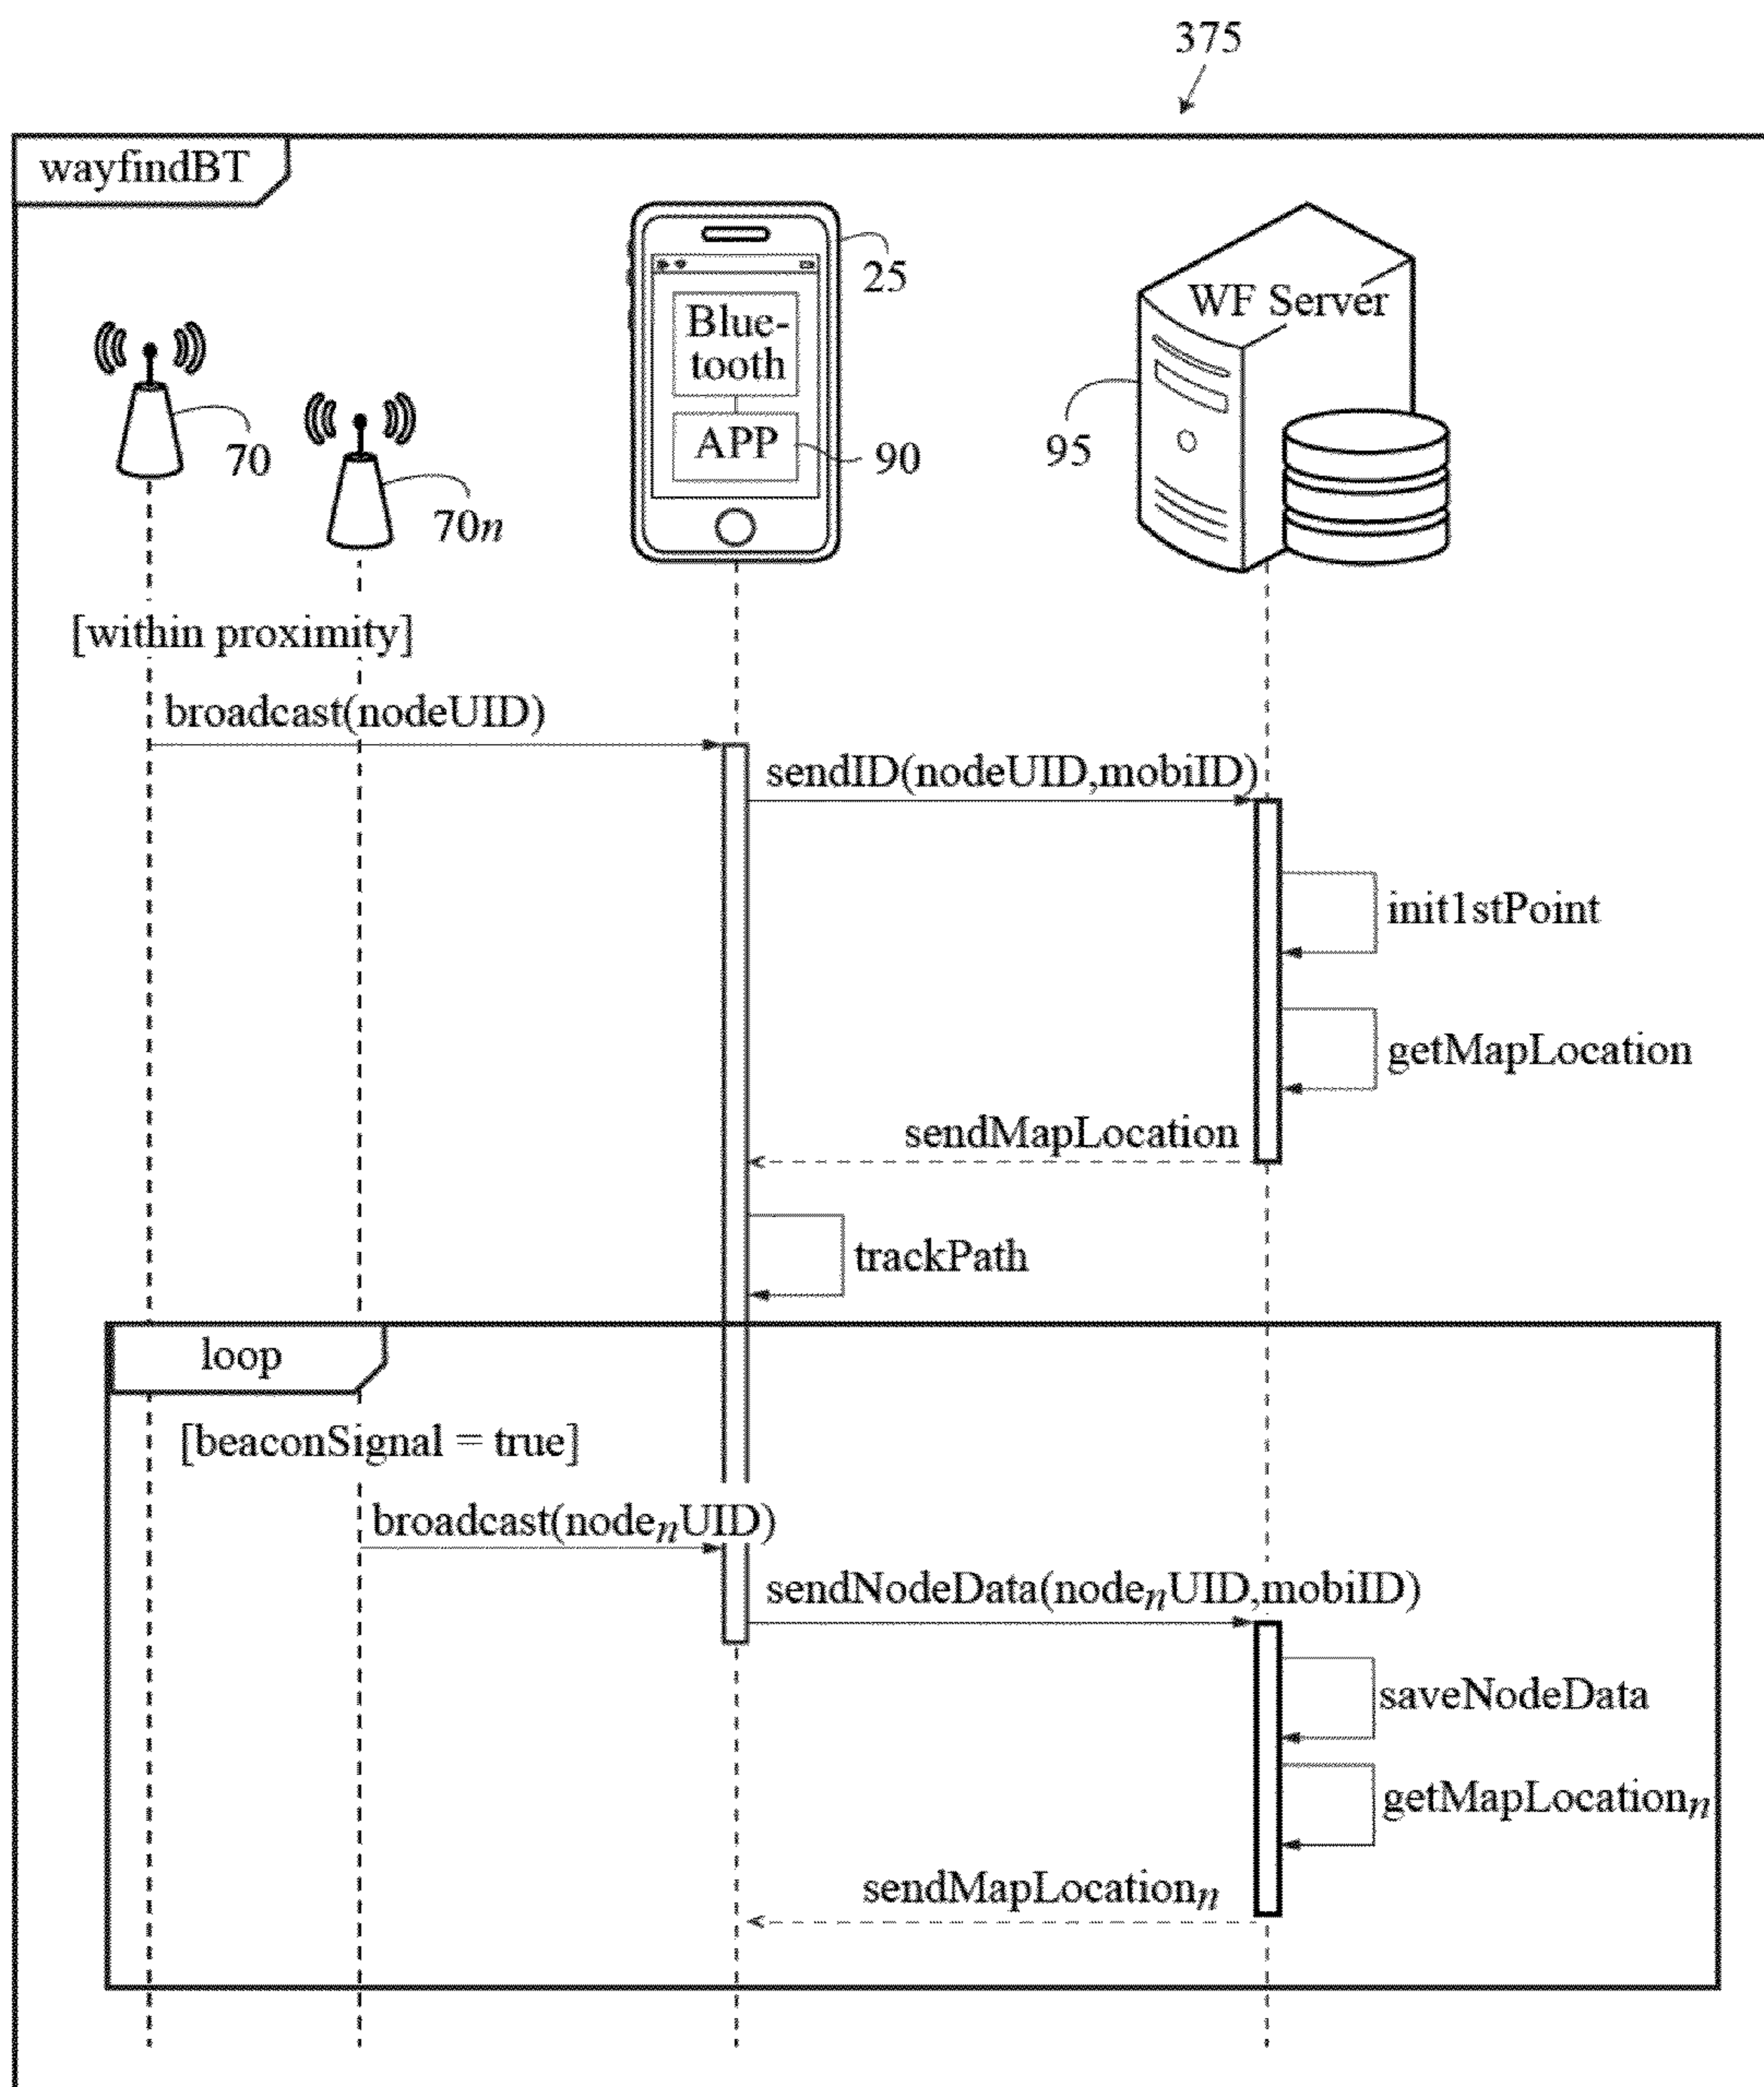 375
wayfindBT
25
Blue-
tooth
WF Server
APP
90
95
70
70n
[within proximity]
broadcast(nodeUID)
sendID(nodeUID,mobiID)
init1stPoint
getMapLocation
sendMapLocation
trackPath
loop
[beaconSignal = true]
broadcast(nodenUID)
sendNodeData(nodenUID,mobiID)
saveNodeData
getMapLocationn
sendMapLocationn